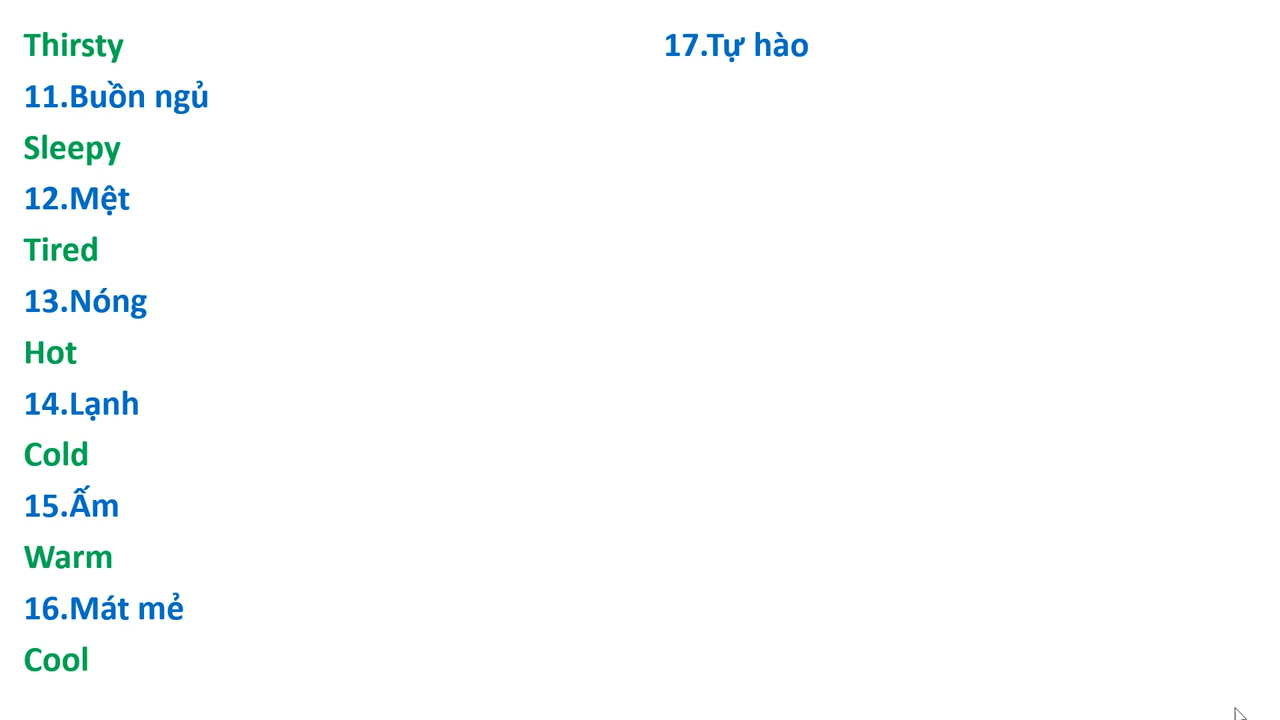 Thirsty
11.Buồn ngủ
Sleepy
12.Mệt
Tired
13.Nóng
Hot
14.Lạnh
Cold
15.Ấm
Warm
16.Mát mẻ
Cool
17.Tự hào